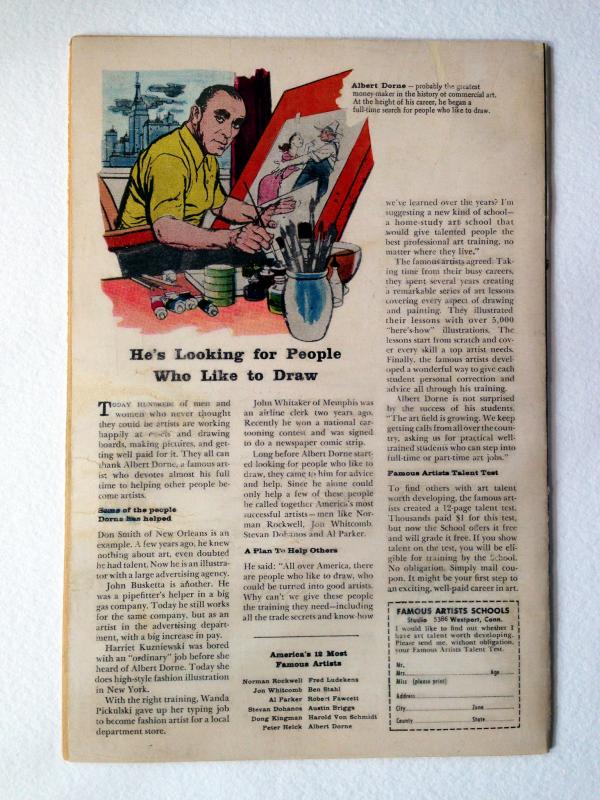 Albert Dorne — probably the greatest
money-maker in the history of commercial art.
At the height of his career, he began a
full-time search for people who like to draw.
He's Looking for People
Who Like to Draw
TODAY HUNDREDS of men and
women who never thought
they could be artists are working
happily at easels and drawing
boards, making pictures, and get-
ting well paid for it. They all can
thank Albert Dorne, a famous art-
ist who devotes almost his full
time to helping other people be-
come artists.
Some of the people
Dorne has helped
Don Smith of New Orleans is an
example. A few years ago, he knew
nothing about art, even doubted
he had talent. Now he is an illustra-
tor with a large advertising agency.
John Busketta is another. He
was a pipefitter's helper in a big
gas company. Today he still works
for the same company, but as an
artist in the advertising depart-
ment, with a big increase in pay.
Harriet Kuzniewski was bored
with an "ordinary" job before she
heard of Albert Dorne. Today she
does high-style fashion illustration
in New York.
With the right training, Wanda
Pickulski gave up her typing job
to become fashion artist for a local
department store.
John Whitaker of Memphis was
an airline clerk two years ago.
Recently he won a national car-
tooning contest and was signed
to do a newspaper comic strip.
Long before Albert Dorne start-
ed looking for people who like to
draw, they came to him for advice
and help. Since he alone could
only help a few of these people
he called together America's most
successful artists—men like Nor-
man Rockwell, Jon Whitcomb,
Stevan Dohanos and Al Parker.
A Plan To Help Others
He said: "All over America, there
are people who like to draw, who
could be turned into good artists.
Why can't we give these people
the training they need—including
all the trade secrets and know-how
America's 12 Most
Famous Artists
Norman Rockwell Fred Ludekens
Jon Whitcomb Ben Stahl
Al Parker Robert Fawcett
Stevan Dohanos Austin Briggs
Dong Kingman Harold Von Schmidt
Peter Helck Albert Dorne
we've learned over the years? I'm
suggesting a new kind of school—
a home-study art school that
would give talented people the
best professional art training, no
matter where they live."
The famous artists agreed. Tak-
ing time from their busy careers,
they spent several years creating
a remarkable series of art lessons
covering every aspect of drawing
and painting. They illustrated
their lessons with over 5,000
"here's-how" illustrations. The
lessons start from scratch and cov-
er every skill a top artist needs.
Finally, the famous artists devel-
oped a wonderful way to give each
student personal correction and
advice all through his training.
Albert Dorne is not surprised
by the success of his students.
"The art field is growing. We keep
getting calls from all over the coun-
try, asking us for practical well-
trained students who can step into
full-time or part-time art jobs."
Famous Artists Talent Test
To find others with art talent
worth developing, the famous art-
ists created a 12-page talent test.
Thousands paid $1 for this test,
but now the School offers it free
and will grade it free. If you show
talent on the test, you will be eli-
gible for training by the School.
No obligation. Simply mail cou-
pon. It might be your first step to
an exciting, well-paid career in art.
FAMOUS ARTISTS SCHOOLS
Studio 5386 Westport, Conn.
I would like to find out whether I
have art talent worth developing.
Please send me, without obligation,
your Famous Artists Talent Test.
Mr.
Mrs. Age
Miss (please print)
Address
City Zone
County State